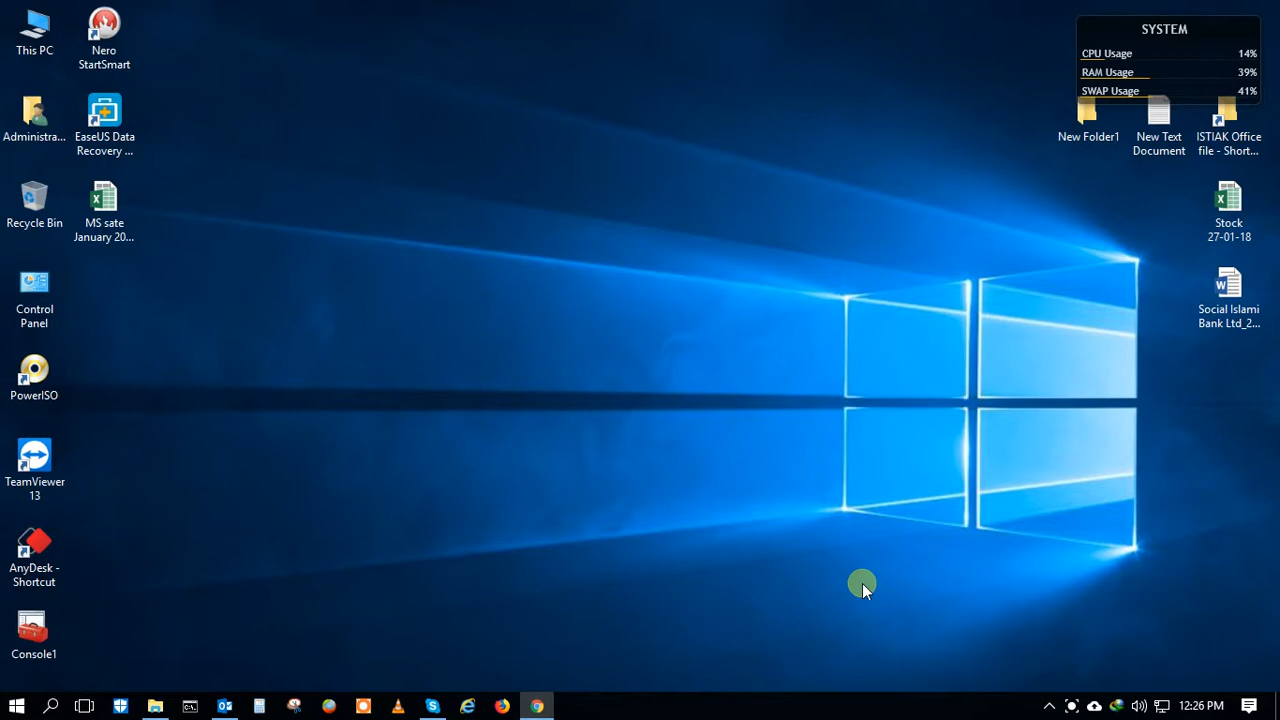 This PC
Nero
StartSmart
Administra...
EaseUS Data
Recovery ...
Recycle Bin
MS sate
January 20...
Control
Panel
PowerISO
TeamViewer
13
AnyDesk -
Shortcut
Console1
SYSTEM
CPU Usage 14%
RAM Usage 39%
SWAP Usage 41%
New Folder1
New Text
Document
ISTIAK Office
file - Short...
Stock
27-01-18
Social Islami
Bank Ltd_2...
12:26 PM